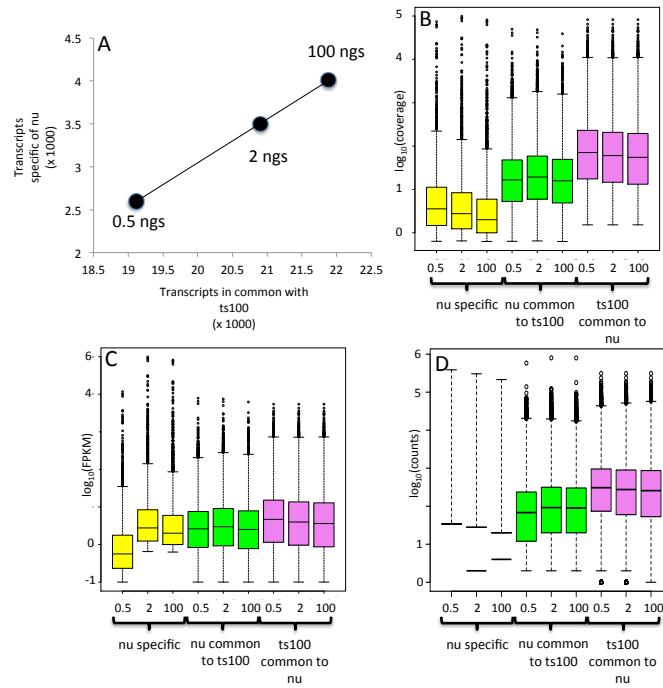 A
Transcripts
specific of nu
(x 1000)
4.5
4
3.5
3
2.5
2
100 ngs
2 ngs
0.5 ngs
18.5 19 19.5 20 20.5 21 21.5 22 22.5
Transcripts in common with
ts100
(x 1000)
B
log10(coverage)
5
1
0
0.5 2 100 0.5 2 100 0.5 2 100
nu specific
nu common
to ts100
ts100
common to
nu
C
log10(FPKM)
6
4
0
-1
0.5 2 100 0.5 2 100 0.5 2 100
nu specific
nu common
to ts100
ts100
common to
nu
D
log10(counts)
6
5
1
0
0.5 2 100 0.5 2 100 0.5 2 100
nu specific
nu common
to ts100
ts100
common to
nu